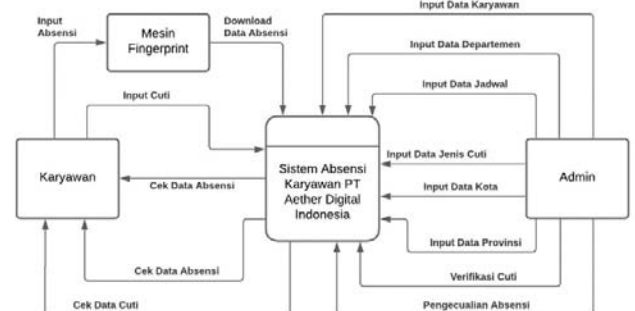 Input Data Karyawan
Input
Absensi
Mesin
Fingerprint
Download
Data Absensi
Input Data Departemen
Input Data Jadwal
Input Cuti
Karyawan
Cek Data Absensi
Sistem Absensi
Karyawan PT
Aether Digital
Indonesia
Input Data Jenis Cuti
Input Data Kota
Admin
Input Data Provinsi
Cek Data Absensi
Verifikasi Cuti
Cek Data Cuti
Pengecualian Absensi